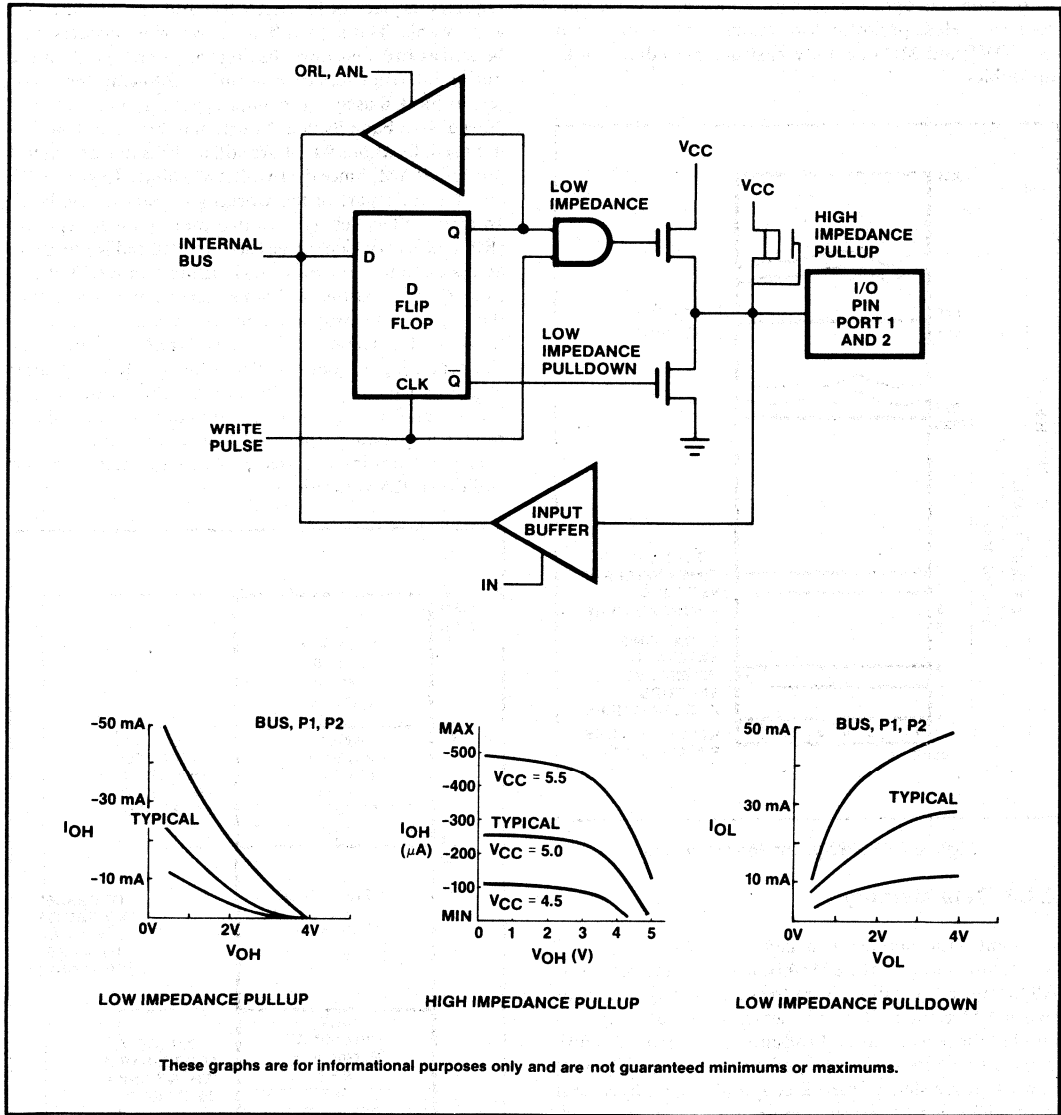 ORL, ANL
VCC
VCC
LOW
IMPEDANCE
HIGH
IMPEDANCE
PULLUP
INTERNAL
BUS
D
Q
D
FLIP
FLOP
I/O
PIN
PORT 1
AND 2
LOW
IMPEDANCE
PULLDOWN
CLK
Q̅
WRITE
PULSE
INPUT
BUFFER
IN
-50 mA
BUS, P1, P2
-30 mA
TYPICAL
IOH
-10 mA
0V
2V
4V
VOH
LOW IMPEDANCE PULLUP
MAX
-500
-400
VCC = 5.5
-300
TYPICAL
IOH
(µA)
-200
VCC = 5.0
-100
VCC = 4.5
MIN
0
1
2
3
4
5
VOH (V)
HIGH IMPEDANCE PULLUP
50 mA
BUS, P1, P2
30 mA
TYPICAL
IOL
10 mA
0V
2V
4V
VOL
LOW IMPEDANCE PULLDOWN
These graphs are for informational purposes only and are not guaranteed minimums or maximums.